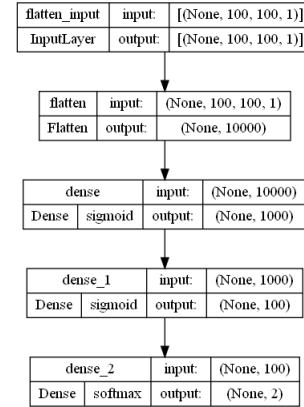 flatten_input input: [(None, 100, 100, 1)]
InputLayer output: [(None, 100, 100, 1)]
flatten input: (None, 100, 100, 1)
Flatten output: (None, 10000)
dense input: (None, 10000)
Dense sigmoid output: (None, 1000)
dense_1 input: (None, 1000)
Dense sigmoid output: (None, 100)
dense_2 input: (None, 100)
Dense softmax output: (None, 2)